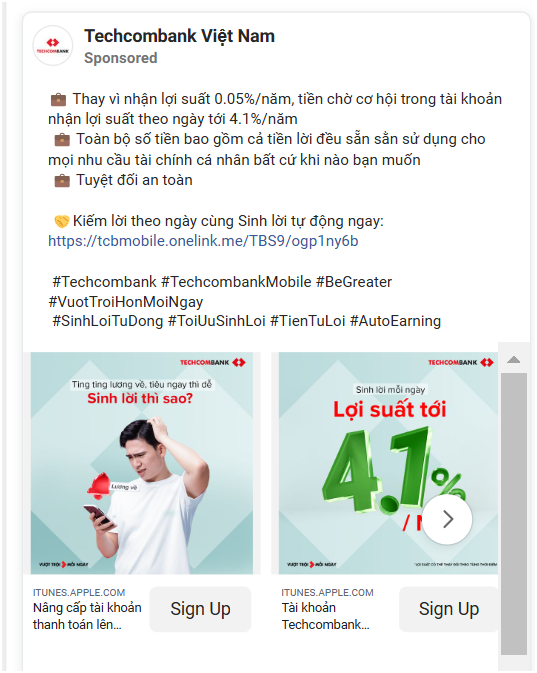 Techcombank Việt Nam
Sponsored
TECHCOMBANK
💼 Thay vì nhận lợi suất 0.05%/năm, tiền chờ cơ hội trong tài khoản
nhận lợi suất theo ngày tới 4.1%/năm
💼 Toàn bộ số tiền bao gồm cả tiền lời đều sẵn sằn sử dụng cho
mọi nhu cầu tài chính cá nhân bất cứ khi nào bạn muốn
💼 Tuyệt đối an toàn
🤝 Kiếm lời theo ngày cùng Sinh lời tự động ngay:
https://tcbmobile.onelink.me/TBS9/ogp1ny6b
#Techcombank #TechcombankMobile #BeGreater
#VuotTroiHonMoiNgay
#SinhLoiTuDong #ToiUuSinhLoi #TienTuLoi #AutoEarning
TECHCOMBANK
Ting ting lương về, tiêu ngay thì dễ
Sinh lời thì sao?
Lương về
VƯỢT TRỘI MỖI NGÀY
ITUNES.APPLE.COM
Nâng cấp tài khoản
thanh toán lên...
Sign Up
TECHCOMBANK
Sinh lời mỗi ngày
Lợi suất tới
4.1%
VƯỢT TRỘI MỖI NGÀY
ITUNES.APPLE.COM
Tài khoản
Techcombank...
Sign Up